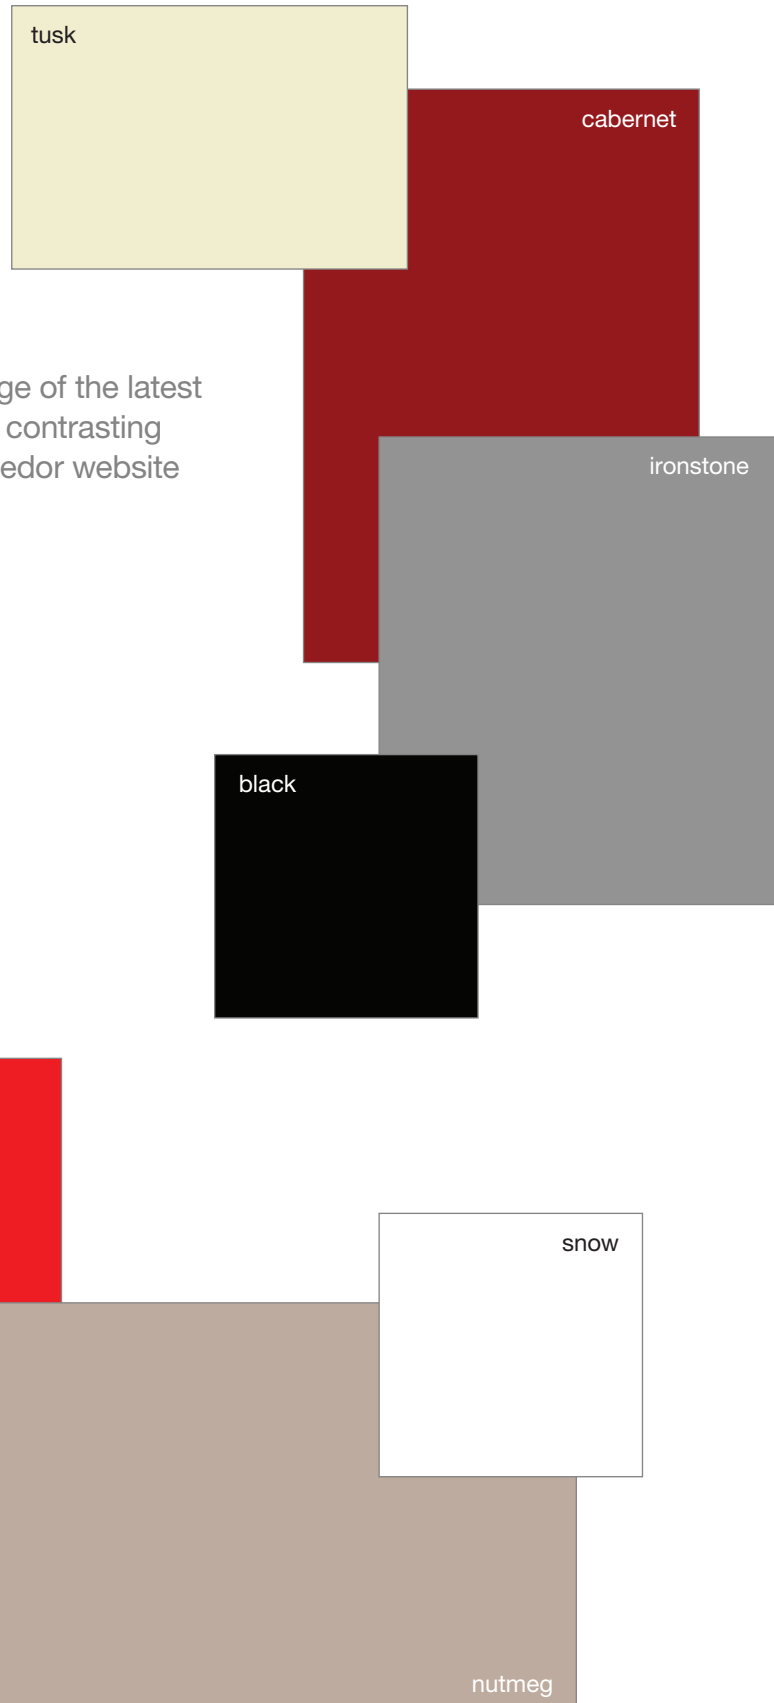 tusk
cabernet
ge of the latest
contrasting
edor website
ironstone
black
snow
nutmeg